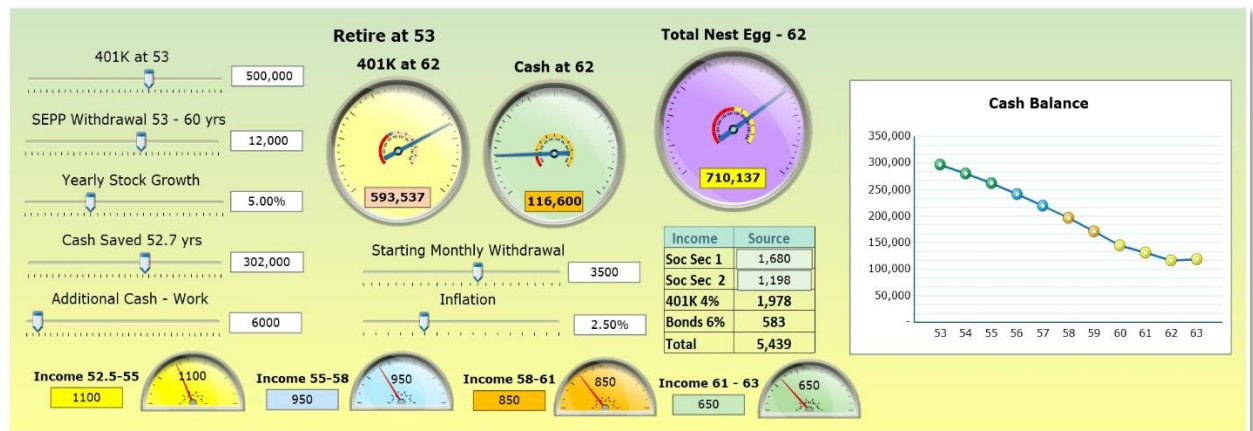 401K at 53
500,000
SEPP Withdrawal 53 - 60 yrs
12,000
Yearly Stock Growth
5.00%
Cash Saved 52.7 yrs
302,000
Additional Cash - Work
6000
Retire at 53
401K at 62
593,537
Cash at 62
116,600
Total Nest Egg - 62
710,137
Starting Monthly Withdrawal
3500
Inflation
2.50%
Income Source
Soc Sec 1 1,680
Soc Sec 2 1,198
401K 4% 1,978
Bonds 6% 583
Total 5,439
Cash Balance
350,000
300,000
250,000
200,000
150,000
100,000
50,000
-
53 54 55 56 57 58 59 60 61 62 63
Income 52.5-55
1100
1100
Income 55-58
950
950
Income 58-61
850
850
Income 61 - 63
650
650